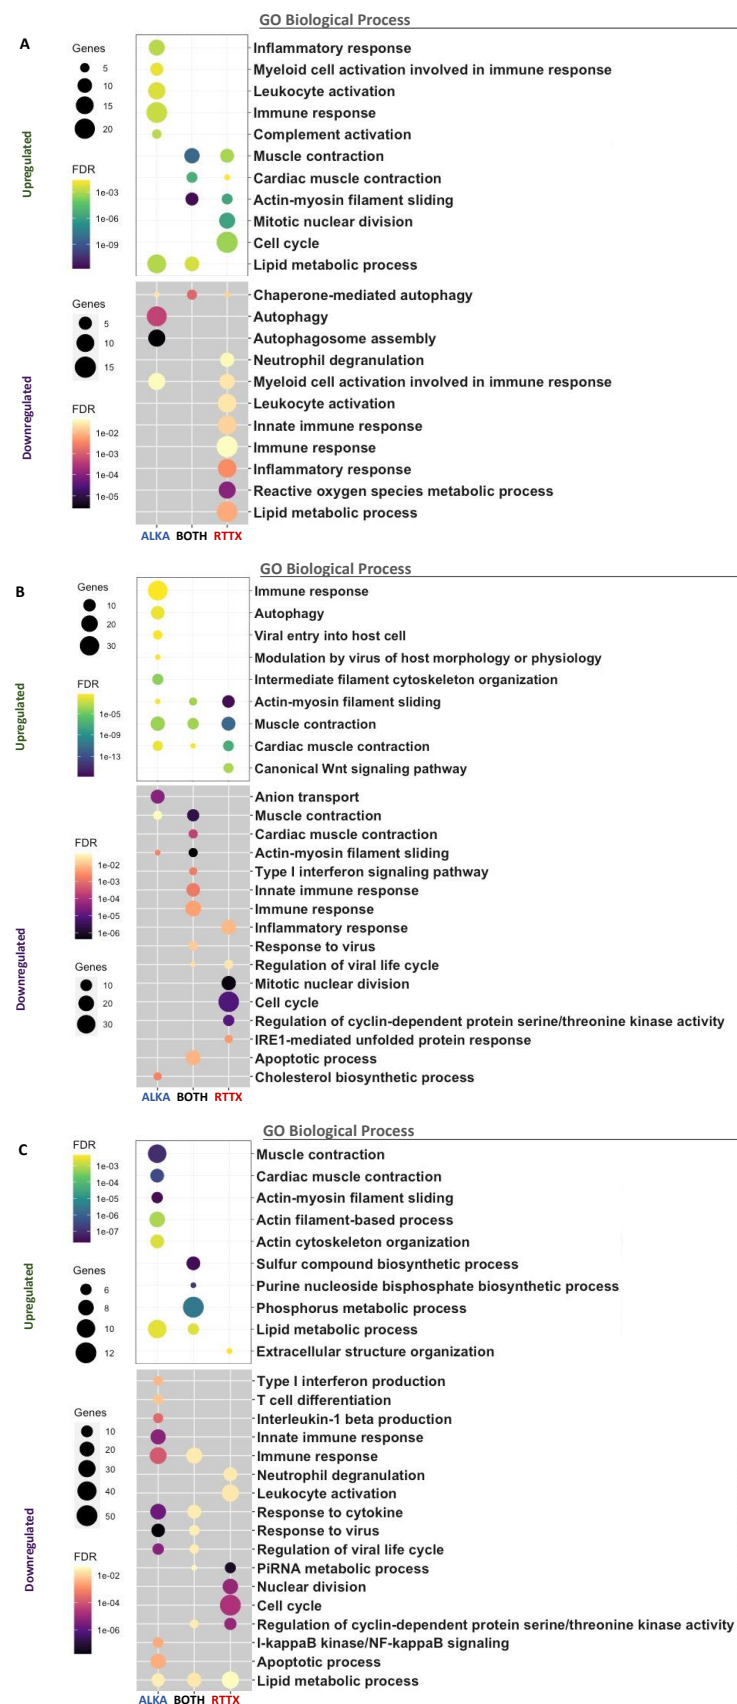 GO Biological Process
A
Genes
5
10
15
20
FDR
1e-03
1e-06
1e-09
Upregulated
Inflammatory response
Myeloid cell activation involved in immune response
Leukocyte activation
Immune response
Complement activation
Muscle contraction
Cardiac muscle contraction
Actin-myosin filament sliding
Mitotic nuclear division
Cell cycle
Lipid metabolic process
Genes
5
10
15
FDR
1e-02
1e-03
1e-04
1e-05
Downregulated
Chaperone-mediated autophagy
Autophagy
Autophagosome assembly
Neutrophil degranulation
Myeloid cell activation involved in immune response
Leukocyte activation
Innate immune response
Immune response
Inflammatory response
Reactive oxygen species metabolic process
Lipid metabolic process
ALKA BOTH RTTX
GO Biological Process
B
Genes
10
20
30
FDR
1e-05
1e-09
1e-13
Upregulated
Immune response
Autophagy
Viral entry into host cell
Modulation by virus of host morphology or physiology
Intermediate filament cytoskeleton organization
Actin-myosin filament sliding
Muscle contraction
Cardiac muscle contraction
Canonical Wnt signaling pathway
FDR
1e-02
1e-03
1e-04
1e-05
1e-06
Genes
10
20
30
Downregulated
Anion transport
Muscle contraction
Cardiac muscle contraction
Actin-myosin filament sliding
Type I interferon signaling pathway
Innate immune response
Immune response
Inflammatory response
Response to virus
Regulation of viral life cycle
Mitotic nuclear division
Cell cycle
Regulation of cyclin-dependent protein serine/threonine kinase activity
IRE1-mediated unfolded protein response
Apoptotic process
Cholesterol biosynthetic process
ALKA BOTH RTTX
GO Biological Process
C
FDR
1e-03
1e-04
1e-05
1e-06
1e-07
Genes
6
8
10
12
Upregulated
Muscle contraction
Cardiac muscle contraction
Actin-myosin filament sliding
Actin filament-based process
Actin cytoskeleton organization
Sulfur compound biosynthetic process
Purine nucleoside bisphosphate biosynthetic process
Phosphorus metabolic process
Lipid metabolic process
Extracellular structure organization
Genes
10
20
30
40
50
FDR
1e-02
1e-04
1e-06
Downregulated
Type I interferon production
T cell differentiation
Interleukin-1 beta production
Innate immune response
Immune response
Neutrophil degranulation
Leukocyte activation
Response to cytokine
Response to virus
Regulation of viral life cycle
PiRNA metabolic process
Nuclear division
Cell cycle
Regulation of cyclin-dependent protein serine/threonine kinase activity
I-kappaB kinase/NF-kappaB signaling
Apoptotic process
Lipid metabolic process
ALKA BOTH RTTX